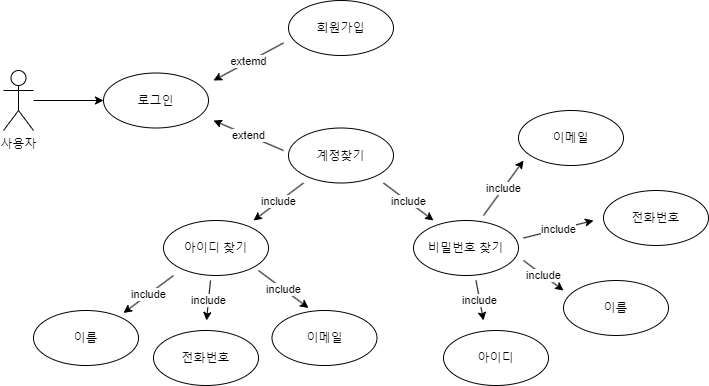 회원가입
extemd
로그인
사용자
extend
계정찾기
이메일
include
include
include
전화번호
include
아이디 찾기
비밀번호 찾기
include
include
include
include
include
include
이름
이름
전화번호
이메일
아이디